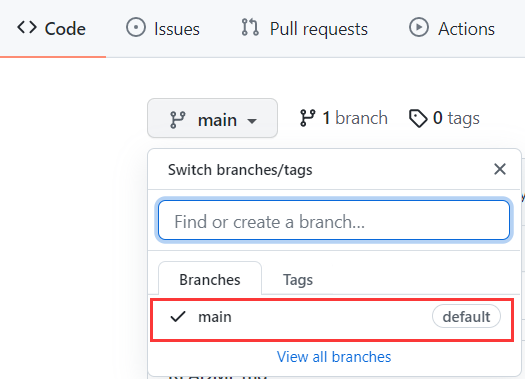 Code Issues Pull requests Actions
main 1 branch 0 tags
Switch branches/tags
Find or create a branch...
Branches Tags
main default
View all branches